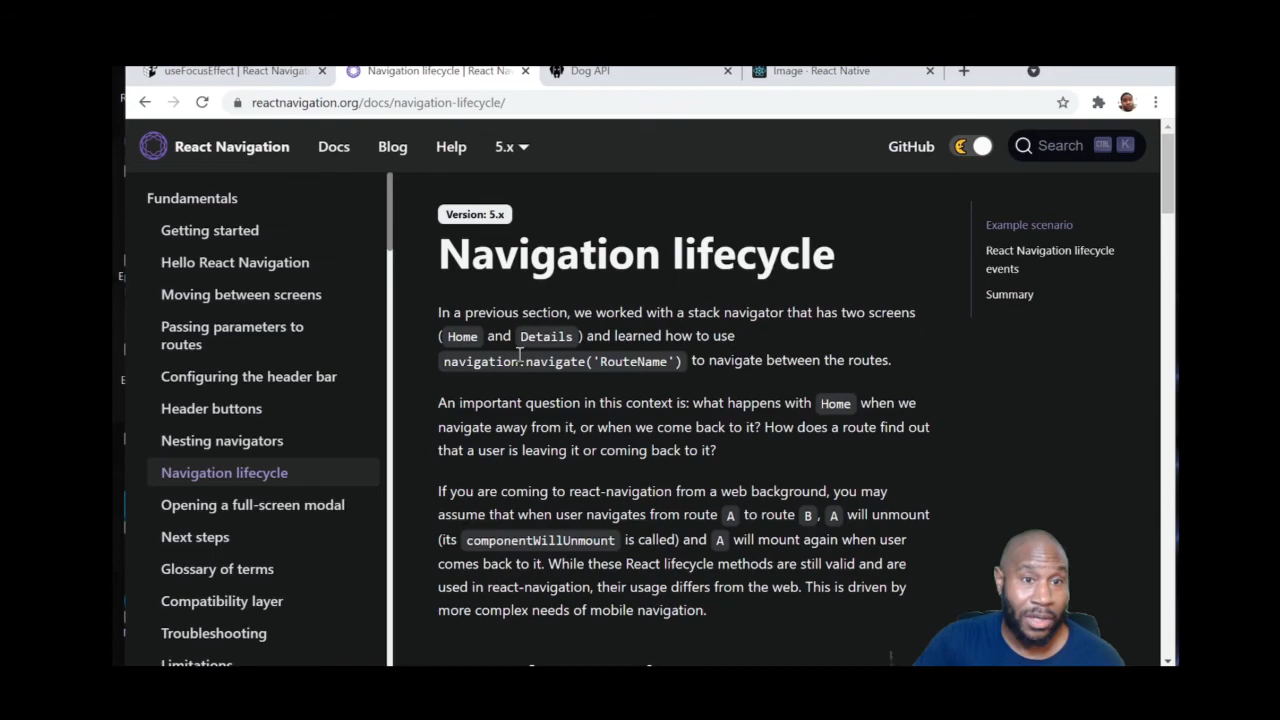 useFocusEffect | React Navigati
Navigation lifecycle | React Na
Dog API
Image · React Native
reactnavigation.org/docs/navigation-lifecycle/
React Navigation
Docs
Blog
Help
5.x
GitHub
Search
CTRL
K
Fundamentals
Getting started
Hello React Navigation
Moving between screens
Passing parameters to
routes
Configuring the header bar
Header buttons
Nesting navigators
Navigation lifecycle
Opening a full-screen modal
Next steps
Glossary of terms
Compatibility layer
Troubleshooting
Limitations
Version: 5.x
Navigation lifecycle
In a previous section, we worked with a stack navigator that has two screens
( Home and Details ) and learned how to use
navigation.navigate('RouteName') to navigate between the routes.
An important question in this context is: what happens with Home when we
navigate away from it, or when we come back to it? How does a route find out
that a user is leaving it or coming back to it?
If you are coming to react-navigation from a web background, you may
assume that when user navigates from route A to route B, A will unmount
(its componentWillUnmount is called) and A will mount again when user
comes back to it. While these React lifecycle methods are still valid and are
used in react-navigation, their usage differs from the web. This is driven by
more complex needs of mobile navigation.
Example scenario
React Navigation lifecycle
events
Summary